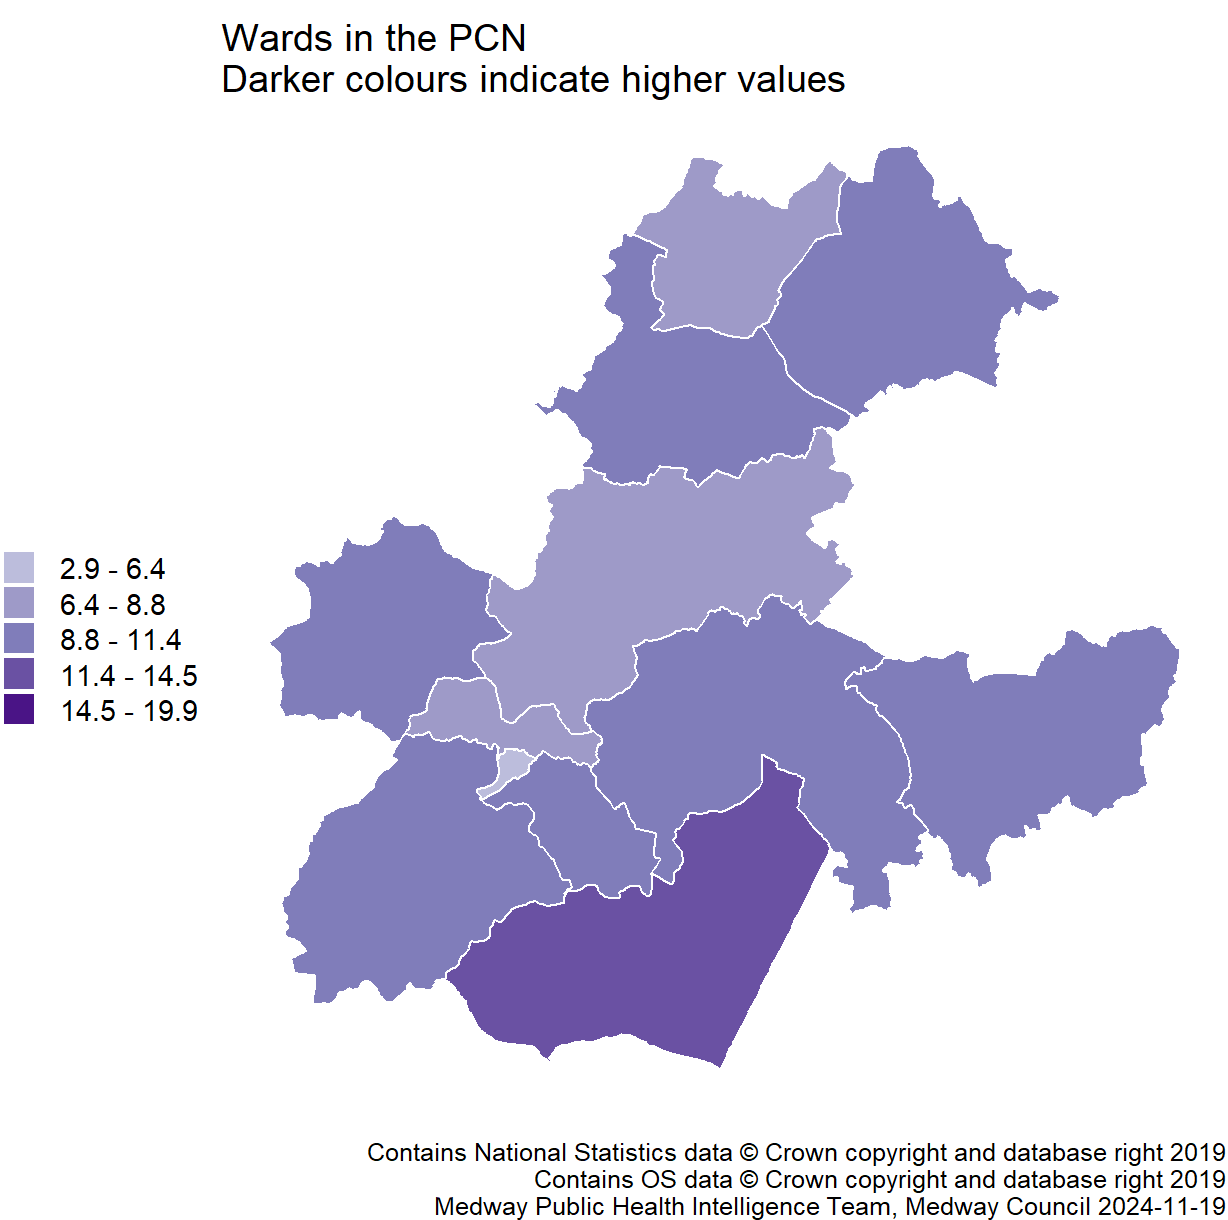 Wards in the PCN
Darker colours indicate higher values
2.9 - 6.4
6.4 - 8.8
8.8 - 11.4
11.4 - 14.5
14.5 - 19.9
Contains National Statistics data © Crown copyright and database right 2019
Contains OS data © Crown copyright and database right 2019
Medway Public Health Intelligence Team, Medway Council 2024-11-19